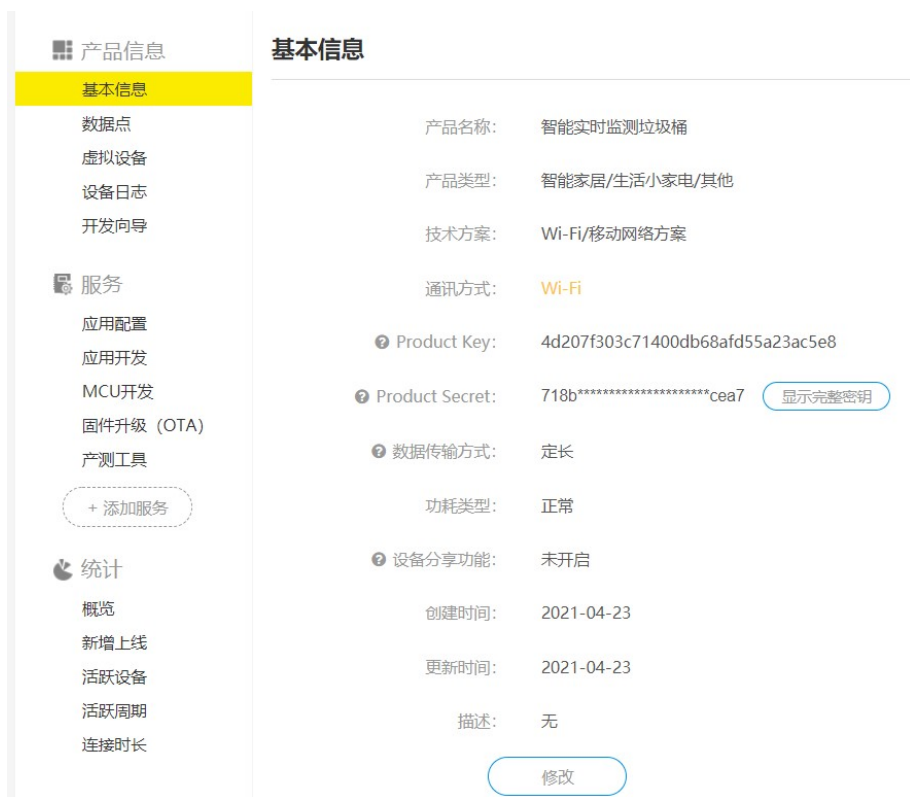 产品信息
基本信息
数据点
虚拟设备
设备日志
开发向导
服务
应用配置
应用开发
MCU开发
固件升级（OTA）
产测工具
+ 添加服务
统计
概览
新增上线
活跃设备
活跃周期
连接时长
基本信息
产品名称: 智能实时监测垃圾桶
产品类型: 智能家居/生活小家电/其他
技术方案: Wi-Fi/移动网络方案
通讯方式: Wi-Fi
Product Key: 4d207f303c71400db68afd55a23ac5e8
Product Secret: 718b*********************cea7 显示完整密钥
数据传输方式: 定长
功耗类型: 正常
设备分享功能: 未开启
创建时间: 2021-04-23
更新时间: 2021-04-23
描述: 无
修改